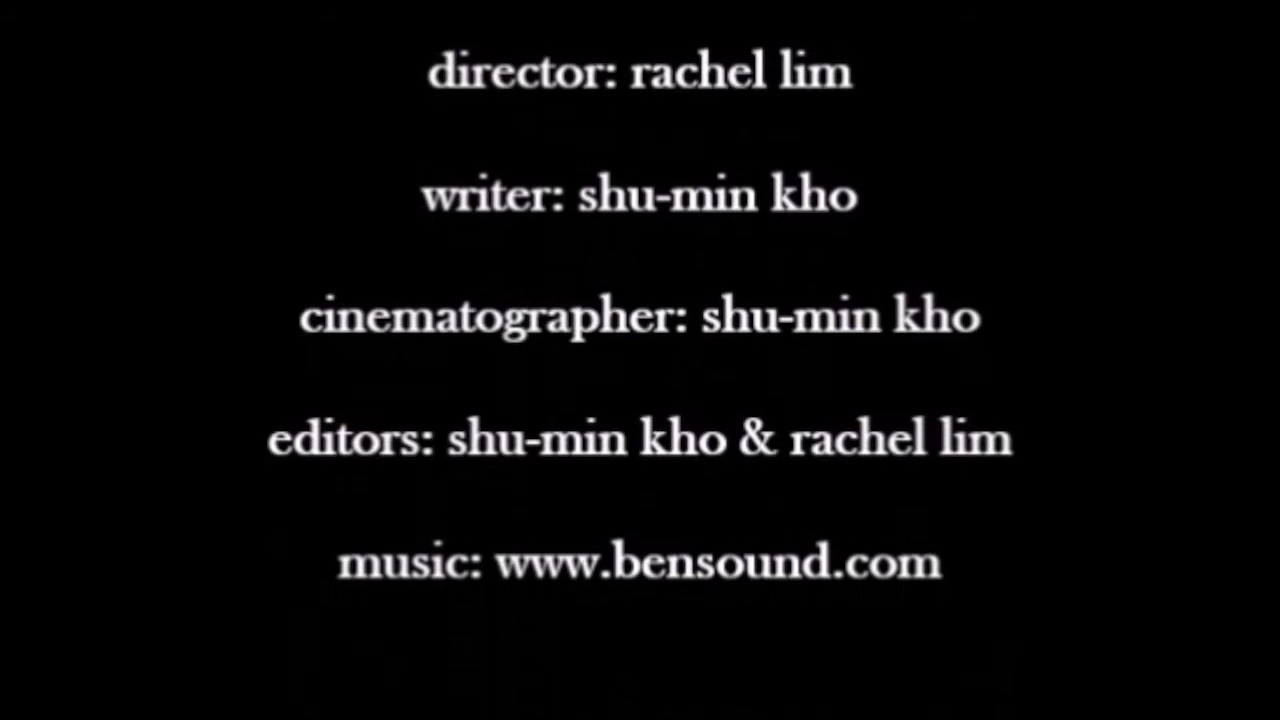 director: rachel lim
writer: shu-min kho
cinematographer: shu-min kho
editors: shu-min kho & rachel lim
music: www.bensound.com